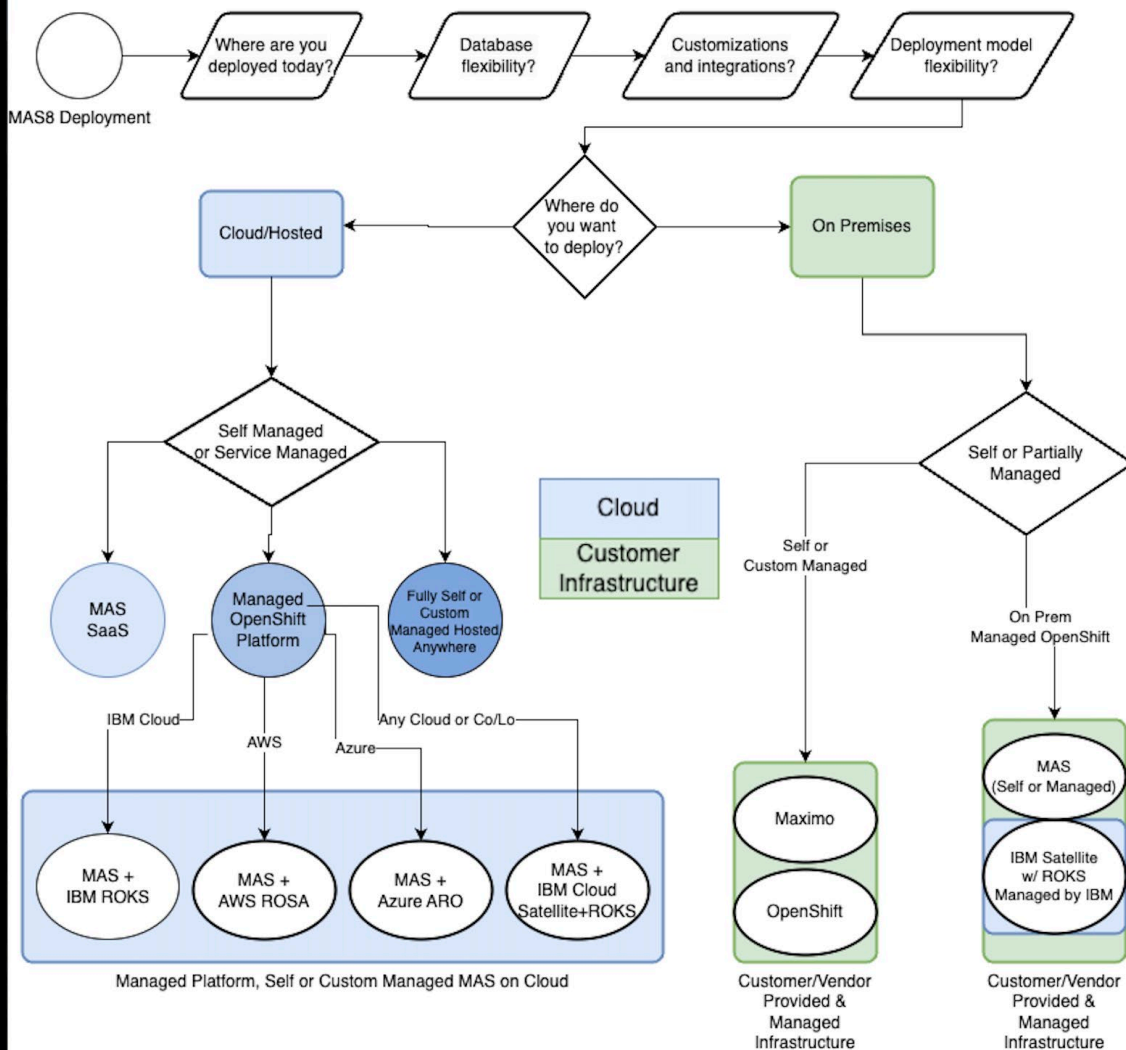 Where are you
deployed today?
Database
flexibility?
Customizations
and integrations?
Deployment model
flexibility?
MAS8 Deployment
Where do
you want
to deploy?
Cloud/Hosted
On Premises
Self Managed
or Service Managed
Self or Partially
Managed
Cloud
Customer
Infrastructure
Self or
Custom Managed
On Prem
Managed OpenShift
MAS
SaaS
Managed
OpenShift
Platform
Fully Self or
Custom
Managed Hosted
Anywhere
IBM Cloud
AWS
Azure
Any Cloud or Co/Lo
MAS +
IBM ROKS
MAS +
AWS ROSA
MAS +
Azure ARO
MAS +
IBM Cloud
Satellite+ROKS
Managed Platform, Self or Custom Managed MAS on Cloud
Maximo
OpenShift
Customer/Vendor
Provided &
Managed
Infrastructure
MAS
(Self or Managed)
IBM Satellite
w/ ROKS
Managed by IBM
Customer/Vendor
Provided &
Managed
Infrastructure